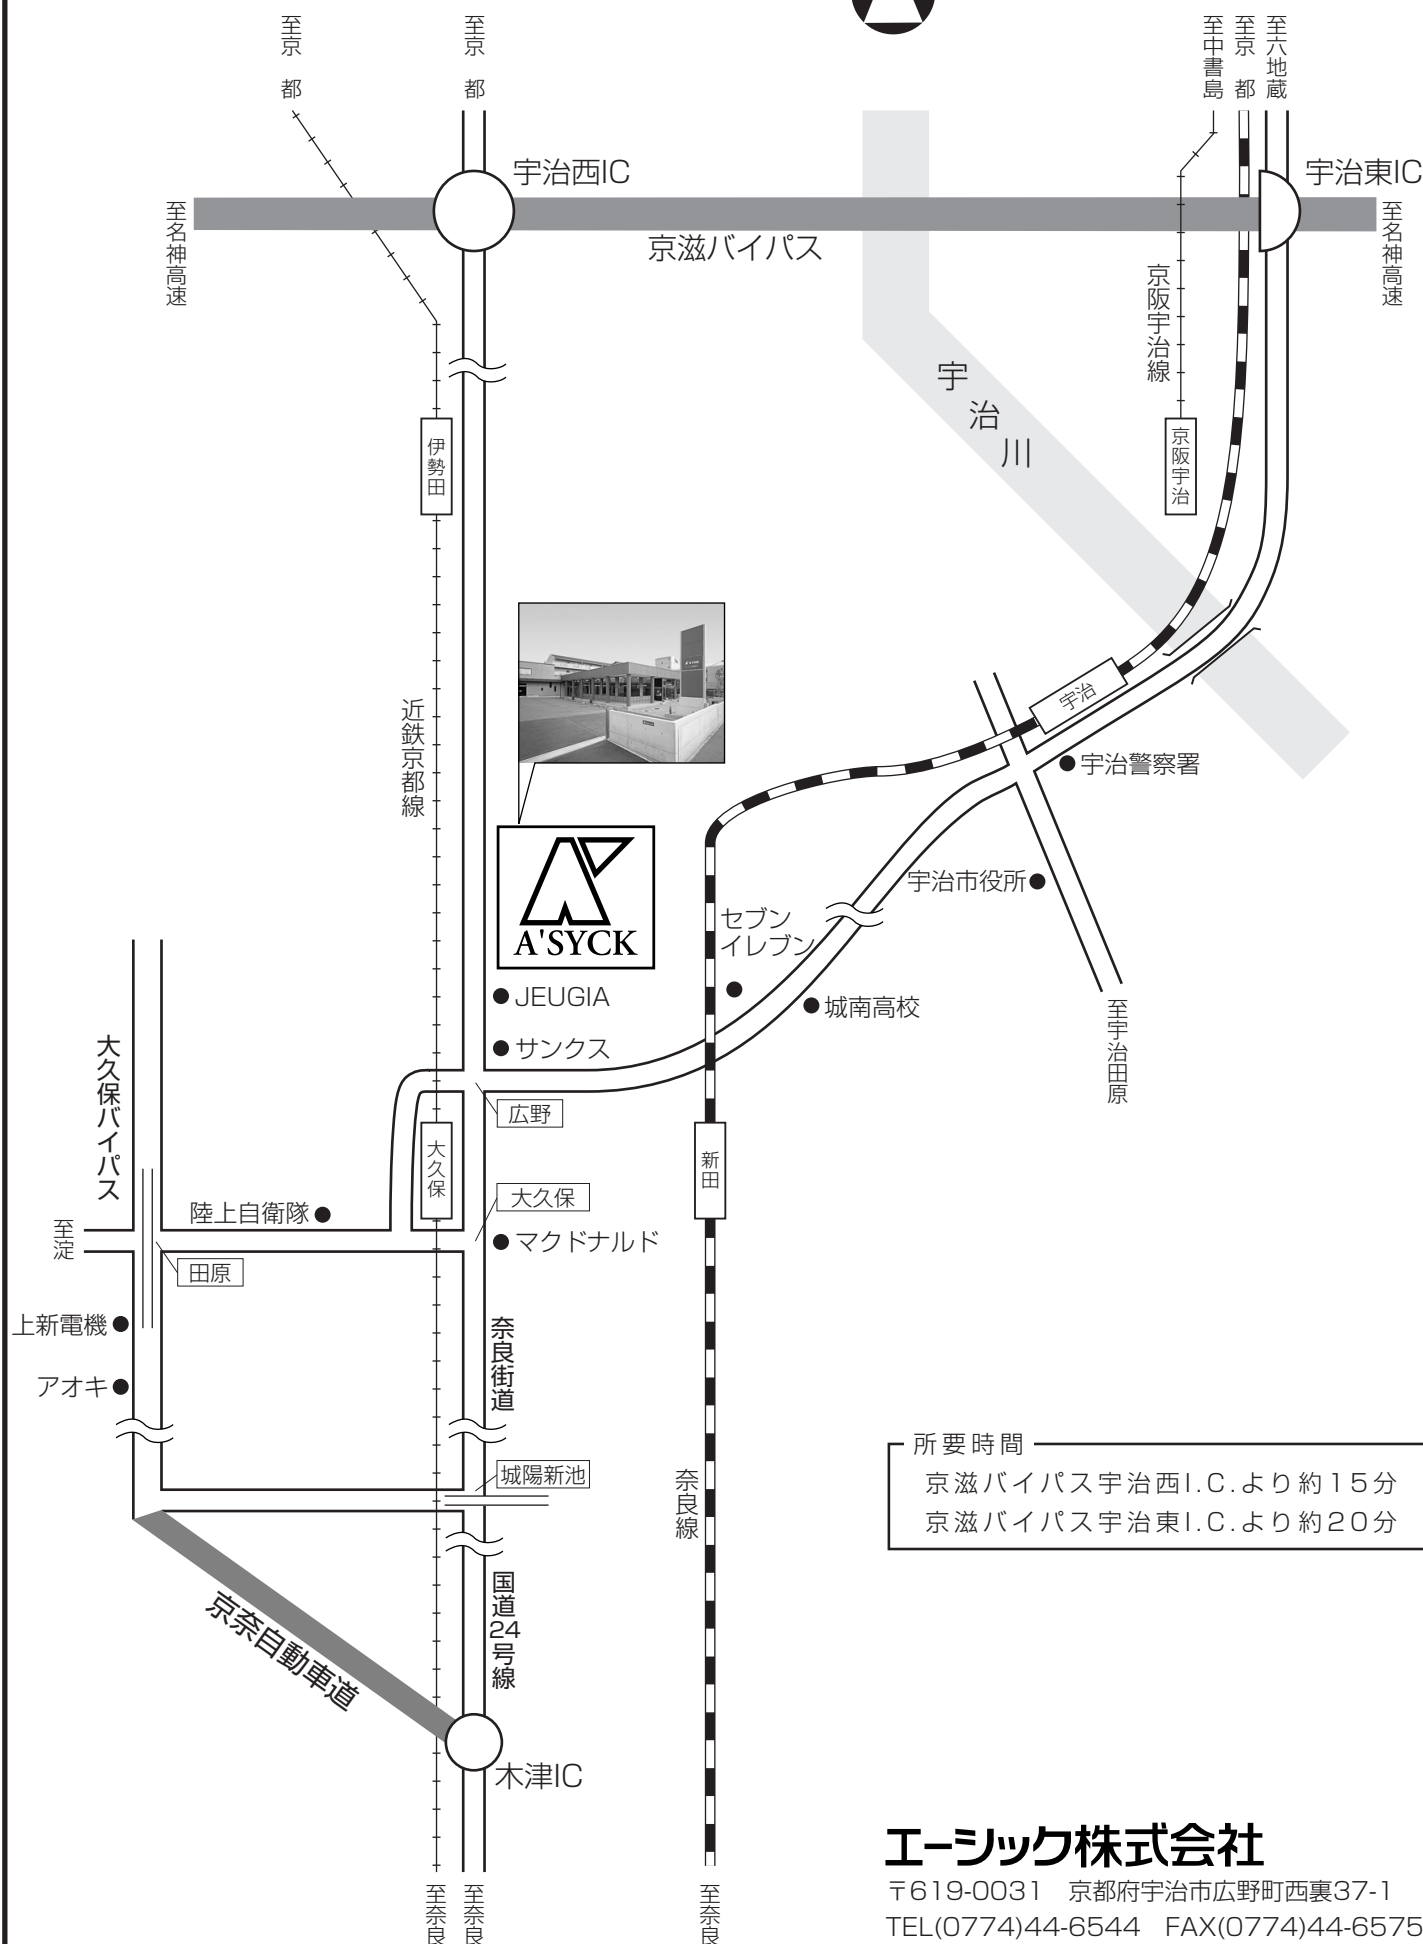 至京　都
至京　都
至中書島
至京　都
至六地蔵
宇治西IC
宇治東IC
至名神高速
京滋バイパス
至名神高速
京阪宇治線
宇治川
伊勢田
京阪宇治
近鉄京都線
宇治
宇治警察署
A'SYCK
宇治市役所
セブン
イレブン
JEUGIA
城南高校
サンクス
至宇治田原
大久保バイパス
広野
大久保
新田
大久保
陸上自衛隊
至淀
マクドナルド
田原
上新電機
奈良街道
アオキ
所要時間
京滋バイパス宇治西I.C.より約15分
京滋バイパス宇治東I.C.より約20分
城陽新池
奈良線
国道24号線
京奈自動車道
木津IC
エーシック株式会社
〒619-0031　京都府宇治市広野町西裏37-1
TEL(0774)44-6544　FAX(0774)44-6575
至奈良
至奈良
至奈良